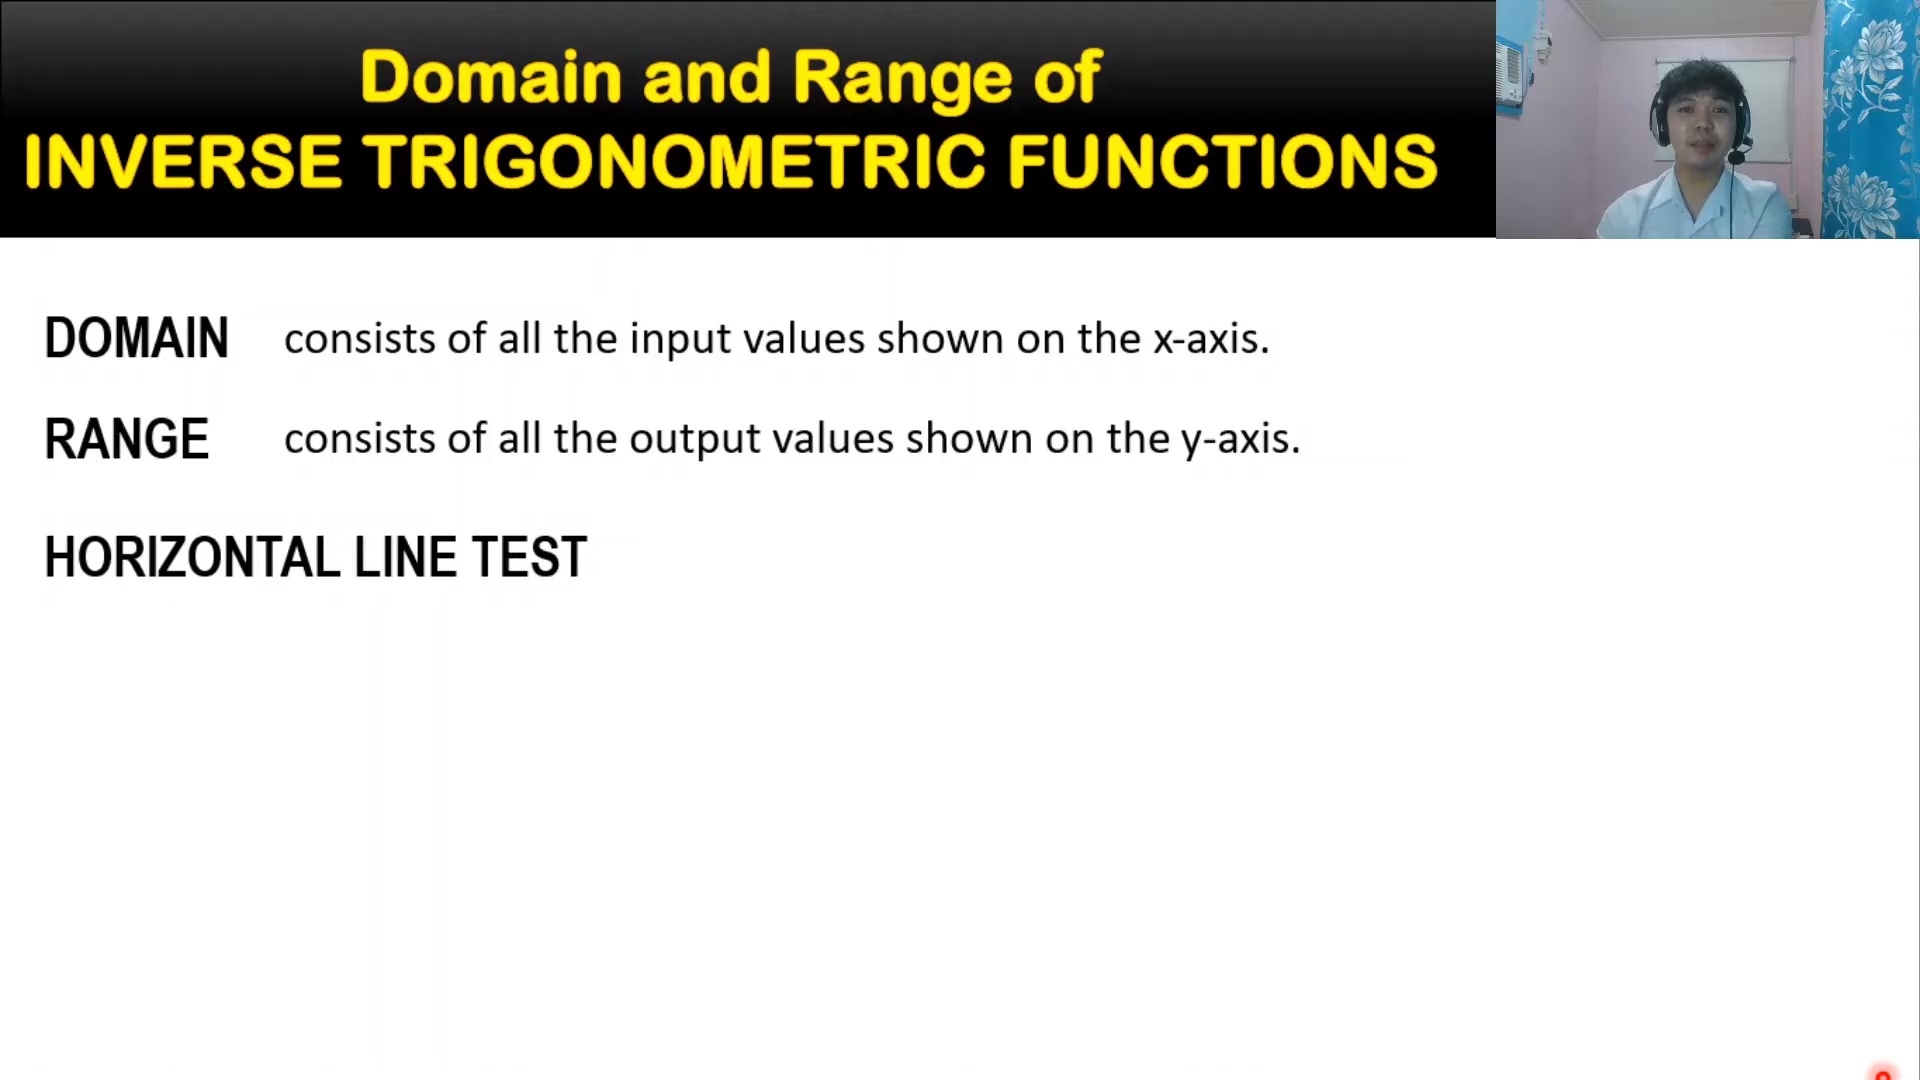 Domain and Range of
INVERSE TRIGONOMETRIC FUNCTIONS
DOMAIN consists of all the input values shown on the x-axis.
RANGE consists of all the output values shown on the y-axis.
HORIZONTAL LINE TEST